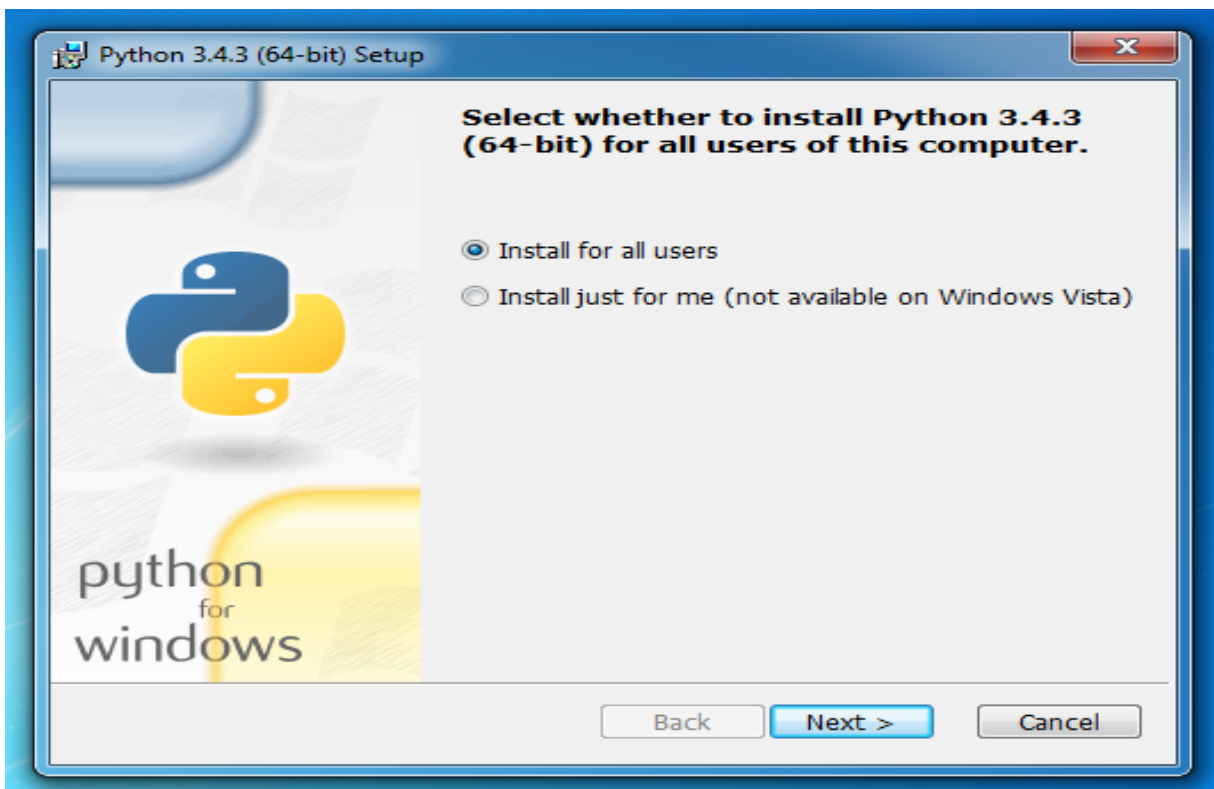 Python 3.4.3 (64-bit) Setup
Select whether to install Python 3.4.3
(64-bit) for all users of this computer.
Install for all users
Install just for me (not available on Windows Vista)
python
for
windows
Back
Next >
Cancel